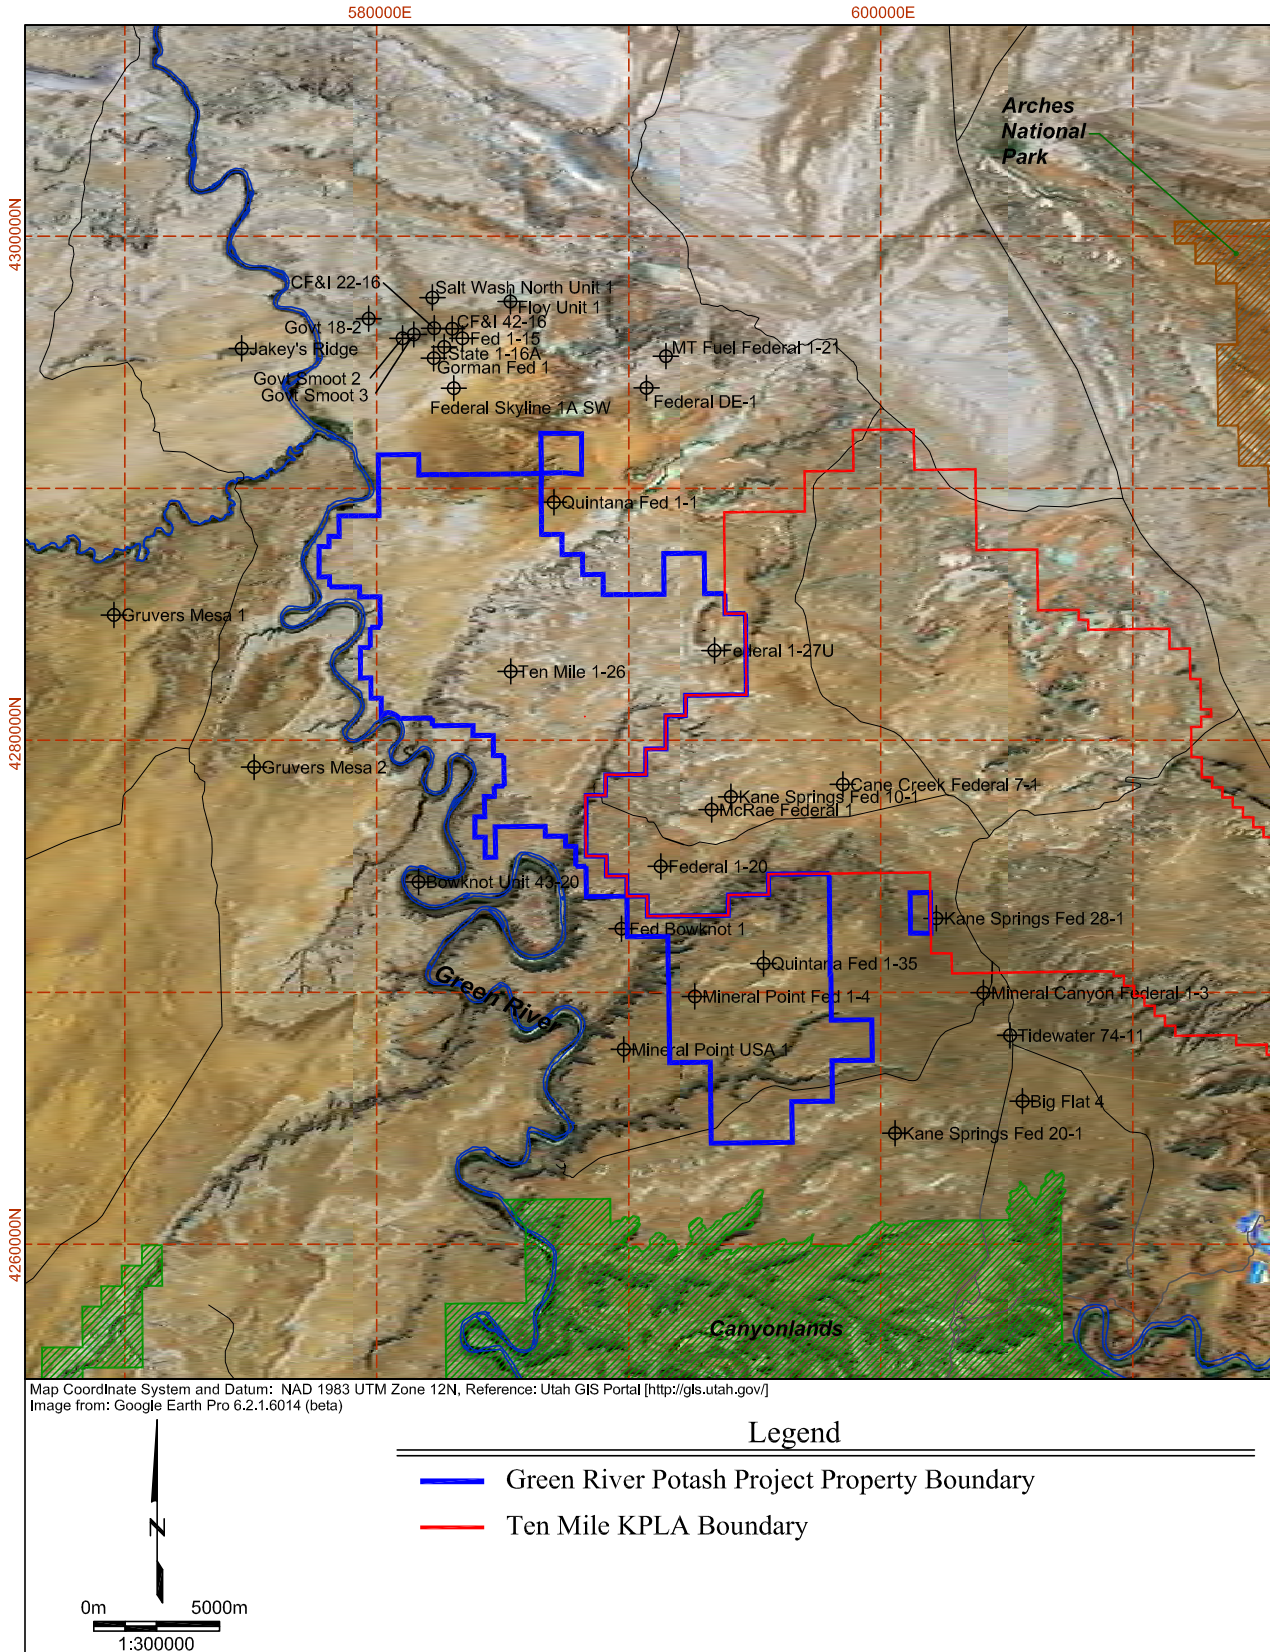 580000E
600000E
Arches
National
Park
4300000N
CF&I 22-16
Salt Wash North Unit 1
Floy Unit 1
Govt 18-2
CF&I 42-16
Fed 1-15
Jakey's Ridge
State 1-16A
MT Fuel Federal 1-21
Gorman Fed 1
Govt Smoot 2
Govt Smoot 3
Federal Skyline 1A SW
Federal DE-1
Quintana Fed 1-1
Gruvers Mesa 1
Federal 1-27U
Ten Mile 1-26
4280000N
Gruvers Mesa 2
Cane Creek Federal 7-1
Kane Springs Fed 10-1
McRae Federal 1
Federal 1-20
Bowknot Unit 43-20
Kane Springs Fed 28-1
Fed Bowknot 1
Quintana Fed 1-35
Green River
Mineral Point Fed 1-4
Mineral Canyon Federal 1-3
Tidewater 74-11
Mineral Point USA 1
Big Flat 4
Kane Springs Fed 20-1
4260000N
Canyonlands
Map Coordinate System and Datum: NAD 1983 UTM Zone 12N, Reference: Utah GIS Portal [http://gis.utah.gov/]
Image from: Google Earth Pro 6.2.1.6014 (beta)
Legend
Green River Potash Project Property Boundary
Ten Mile KPLA Boundary
N
0m 5000m
1:300000